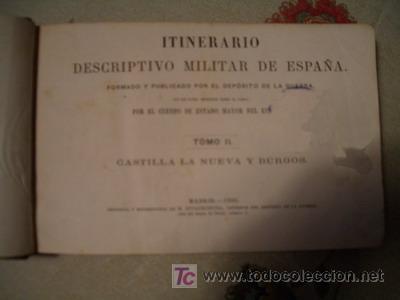 ITINERARIO
DESCRIPTIVO MILITAR DE ESPAÑA.
FORMADO Y PUBLICADO POR EL DEPÓSITO DE LA GUERRA,
POR EL CUERPO DE ESTADO MAYOR DEL
TOMO II.
CASTILLA LA NUEVA Y BURGOS.
MADRID.
TC
todocoleccion
www.todocoleccion.net